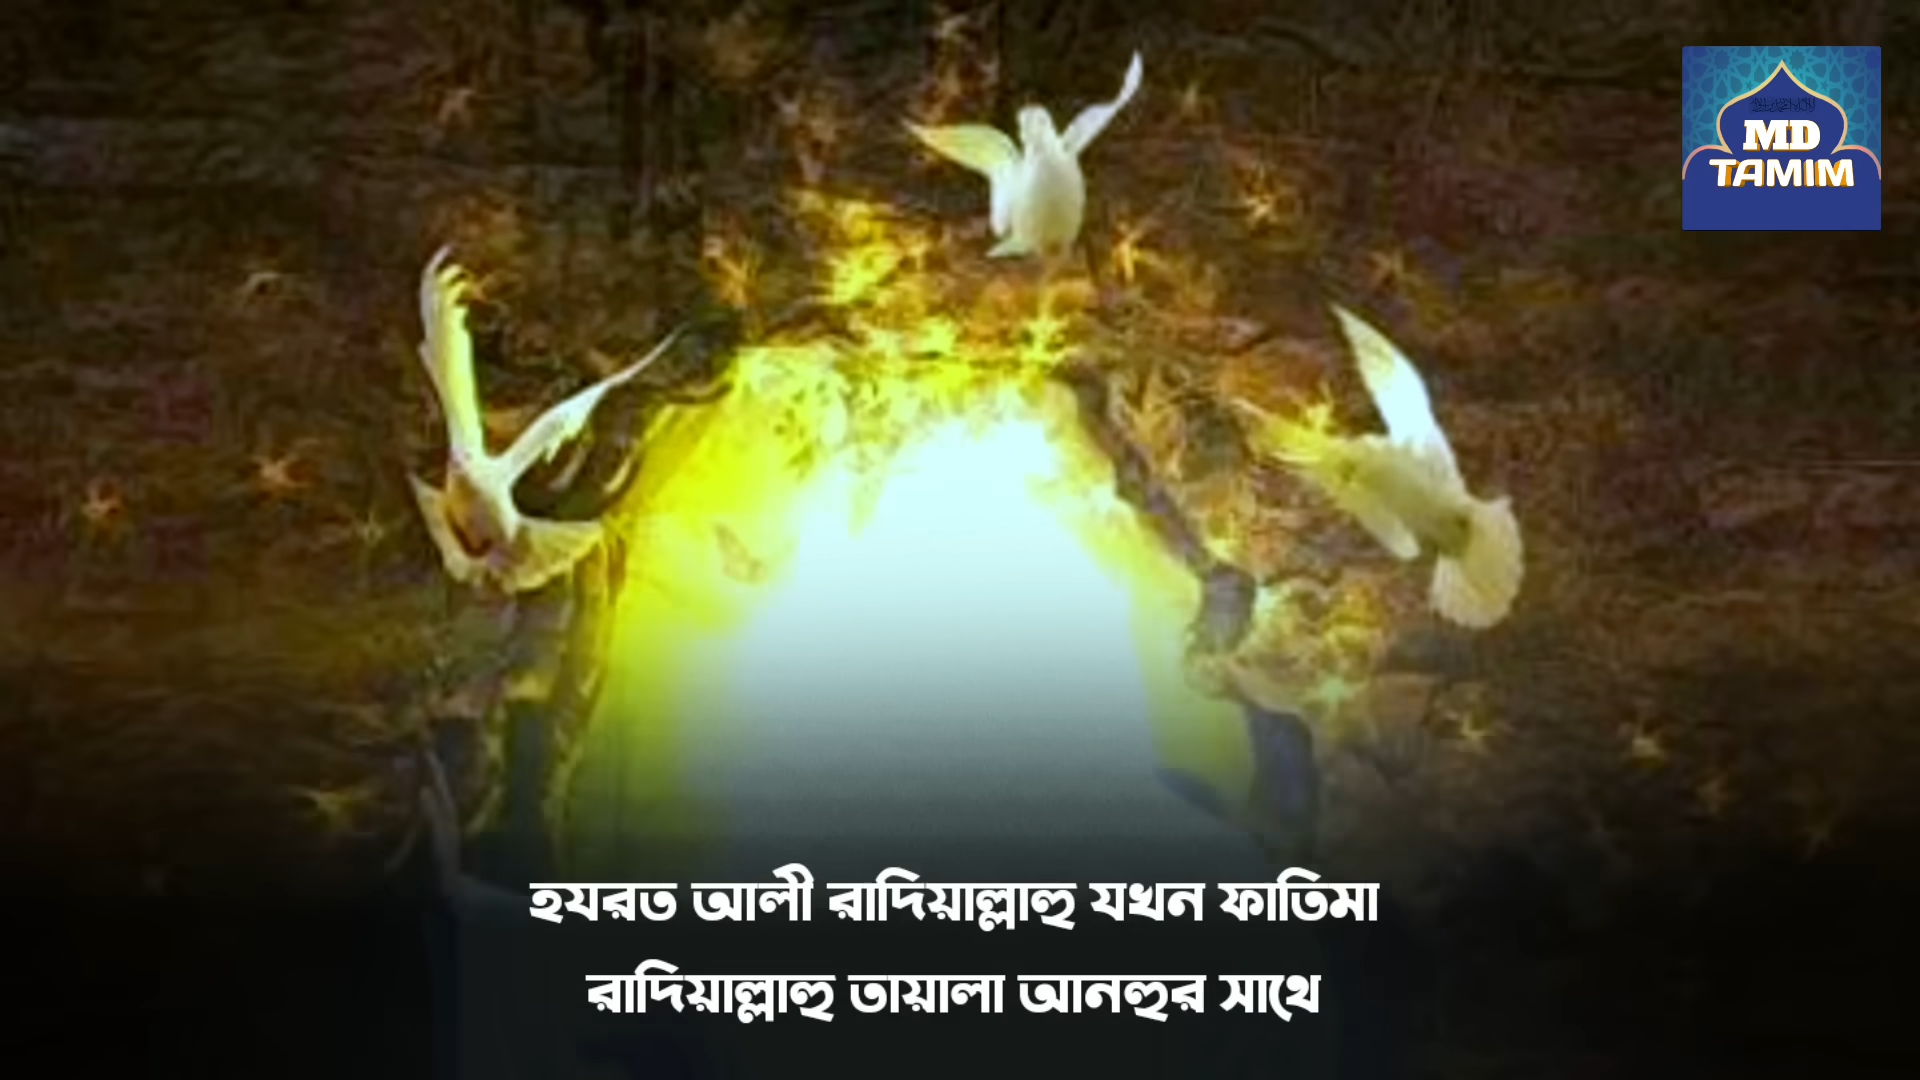 MD
TAMIM
হযরত আলী রাদিয়াল্লাহু যখন ফাতিমা
রাদিয়াল্লাহু তায়ালা আনহুর সাথে